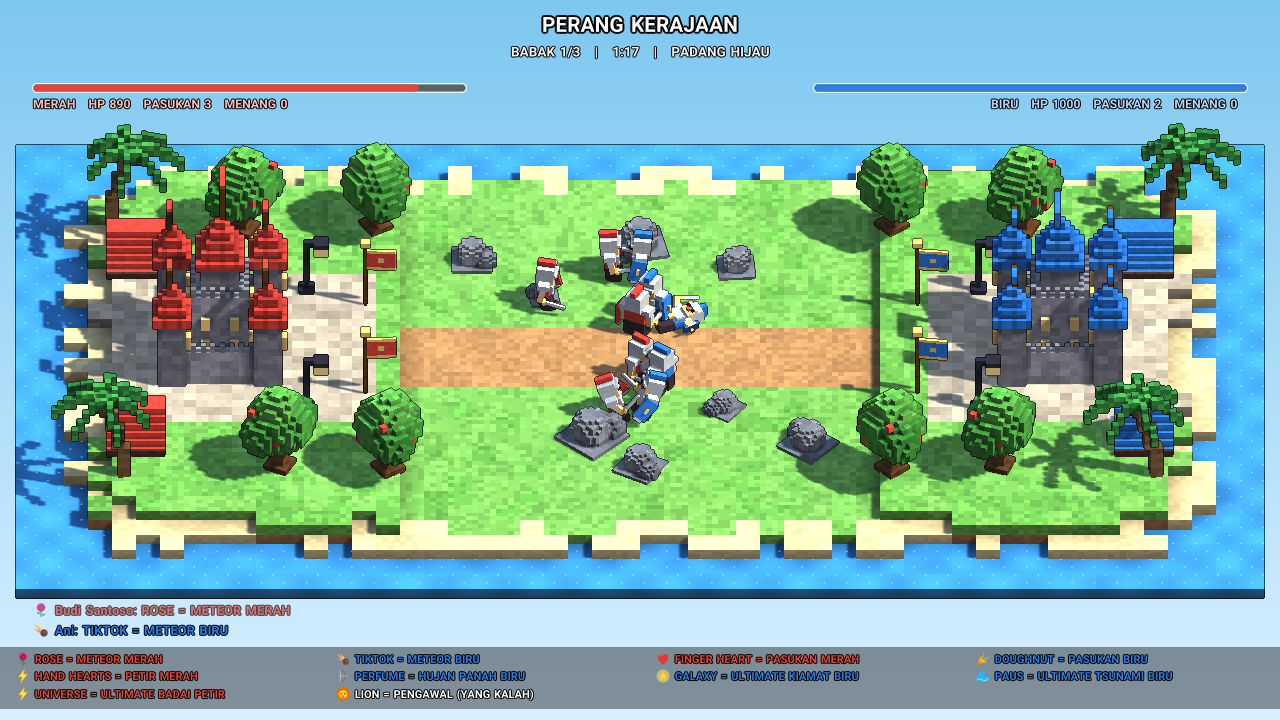 PERANG KERAJAAN
BABAK 1/3 | 1:17 | PADANG HIJAU
MERAH HP 890 PASUKAN 3 MENANG 0
BIRU HP 1000 PASUKAN 2 MENANG 0
Budi Santoso: ROSE = METEOR MERAH
Ani: TIKTOK = METEOR BIRU
ROSE = METEOR MERAH
TIKTOK = METEOR BIRU
FINGER HEART = PASUKAN MERAH
DOUGHNUT = PASUKAN BIRU
HAND HEARTS = PETIR MERAH
PERFUME = HUJAN PANAH BIRU
GALAXY = ULTIMATE KIAMAT BIRU
PAUS = ULTIMATE TSUNAMI BIRU
UNIVERSE = ULTIMATE BADAI PETIR
LION = PENGAWAL (YANG KALAH)